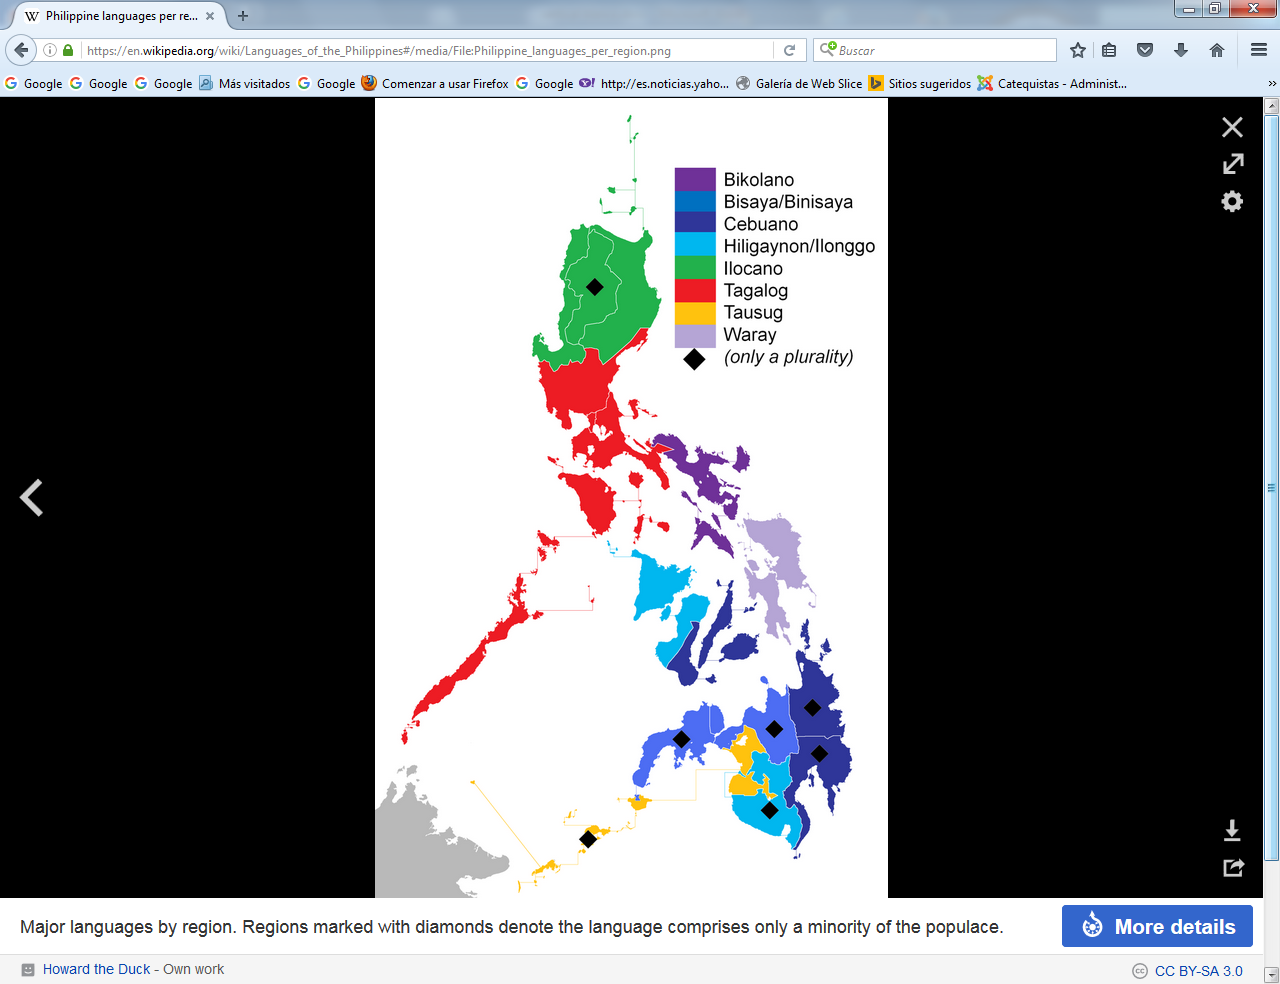 Philippine languages per re...
https://en.wikipedia.org/wiki/Languages_of_the_Philippines#/media/File:Philippine_languages_per_region.png
Buscar
Google Google Google Más visitados Google Comenzar a usar Firefox Google http://es.noticias.yaho... Galería de Web Slice Sitios sugeridos Catequistas - Administ...
Bikolano
Bisaya/Binisaya
Cebuano
Hiligaynon/Ilonggo
Ilocano
Tagalog
Tausug
Waray
(only a plurality)
Major languages by region. Regions marked with diamonds denote the language comprises only a minority of the populace.
More details
Howard the Duck - Own work
CC BY-SA 3.0